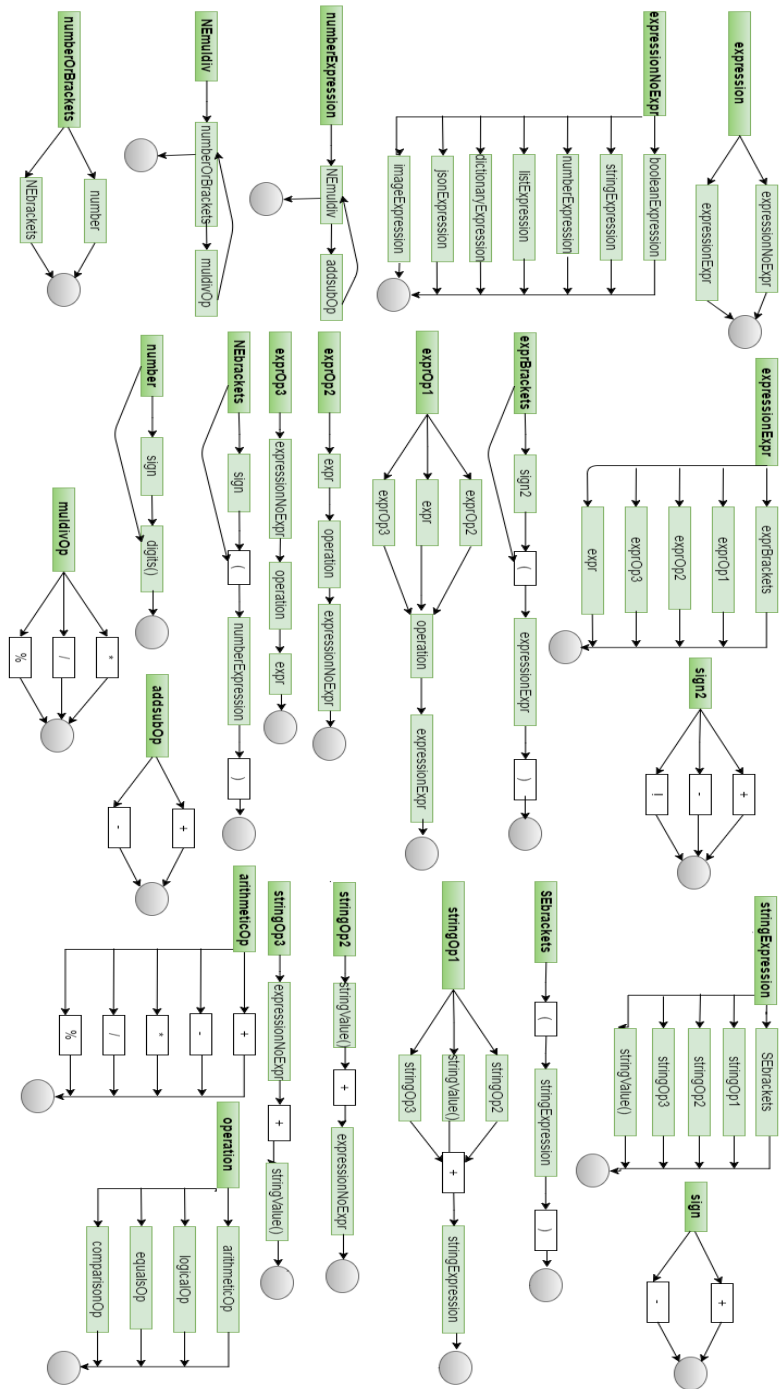 expression
expressionNoExpr
expressionExpr
expressionNoExpr
booleanExpression
stringExpression
numberExpression
listExpression
dictionaryExpression
jsonExpression
imageExpression
numberExpression
NEmuldiv
addsubOp
NEmuldiv
numberOrBrackets
muldivOp
numberOrBrackets
number
NEbrackets
expressionExpr
exprBrackets
exprOp1
exprOp2
exprOp3
expr
sign2
+
-
!
exprBrackets
sign2
(
expressionExpr
)
exprOp1
exprOp2
expr
exprOp3
operation
expressionExpr
exprOp2
expr
operation
expressionNoExpr
exprOp3
expressionNoExpr
operation
expr
NEbrackets
sign
(
numberExpression
)
number
sign
digits()
addsubOp
+
-
muldivOp
*
/
%
stringExpression
SEbrackets
stringOp1
stringOp2
stringOp3
stringValue()
sign
+
-
SEbrackets
(
stringExpression
)
stringOp1
stringOp2
stringValue()
stringOp3
+
stringExpression
stringOp2
stringValue()
+
expressionNoExpr
stringOp3
expressionNoExpr
+
stringValue()
arithmeticOp
+
-
*
/
%
operation
arithmeticOp
logicalOp
equalsOp
comparisonOp